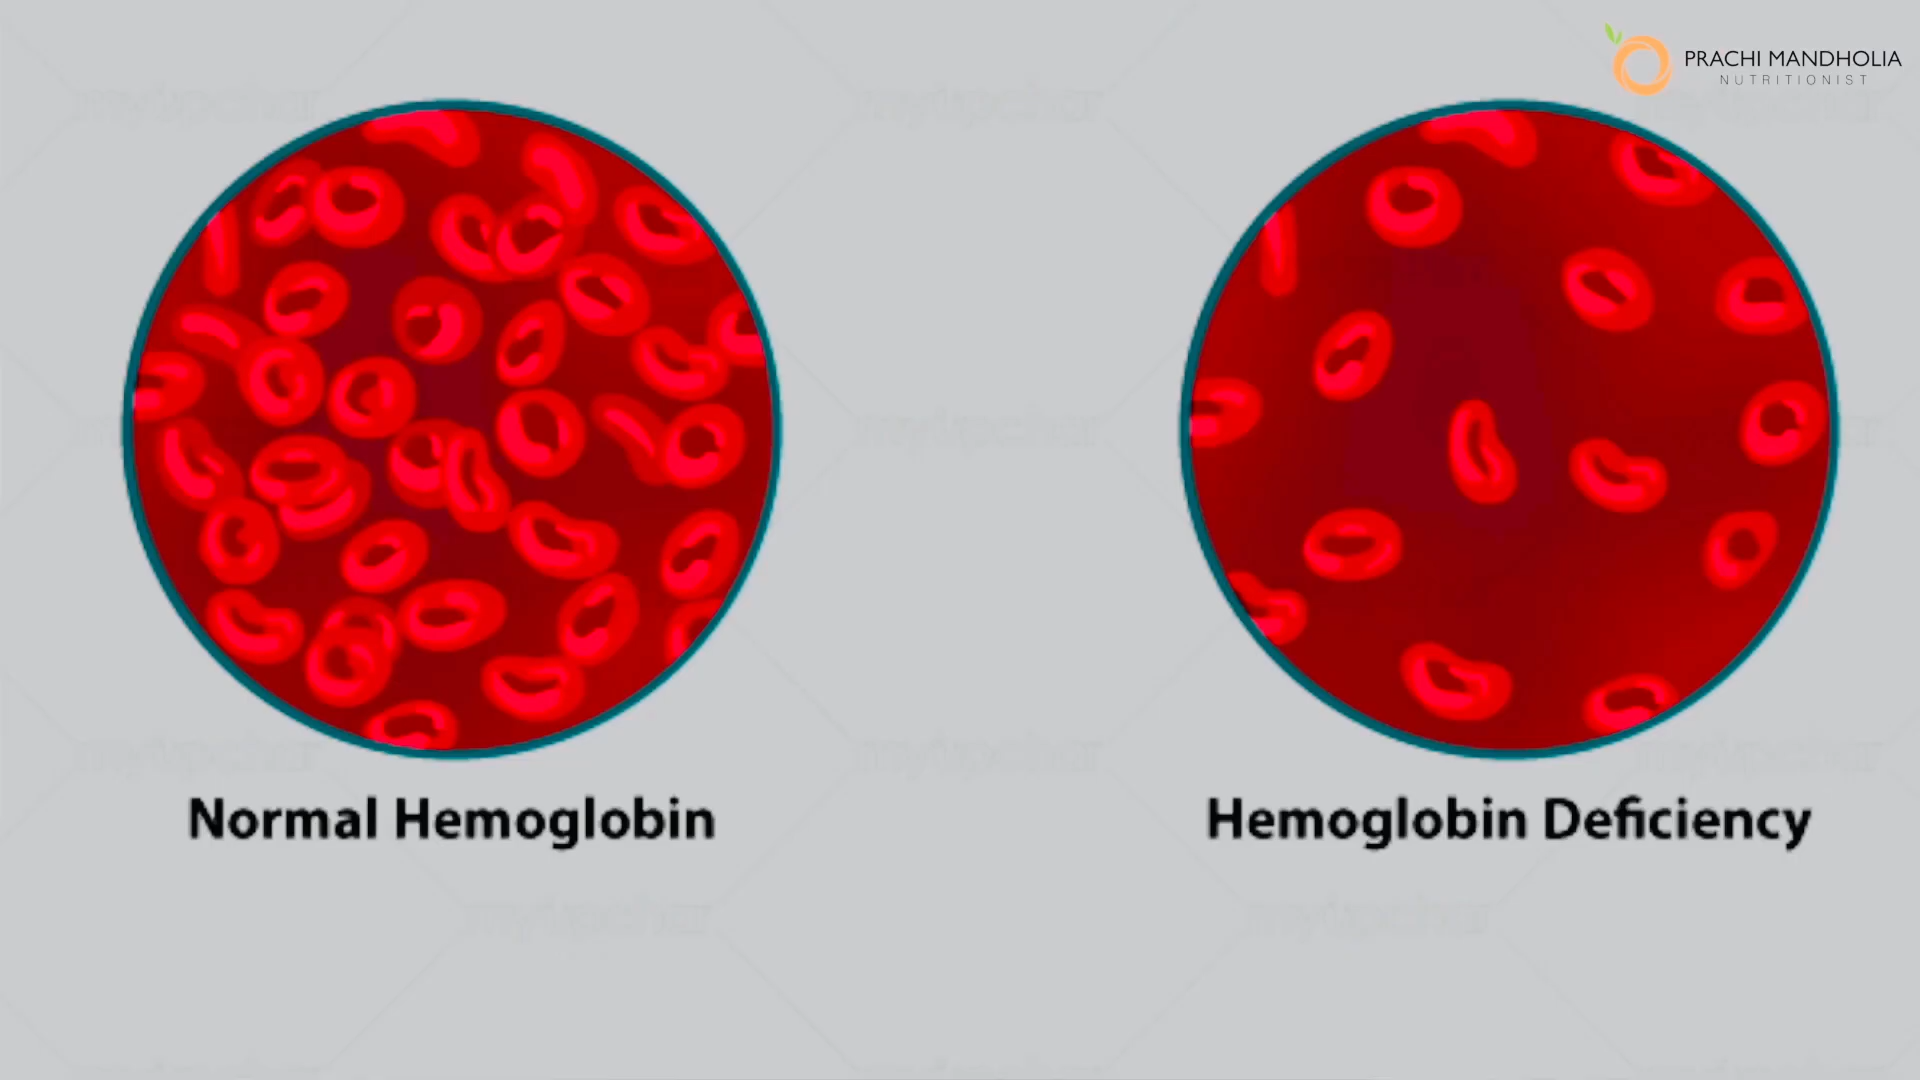 PRACHI MANDHOLIA
NUTRITIONIST
Normal Hemoglobin
Hemoglobin Deficiency